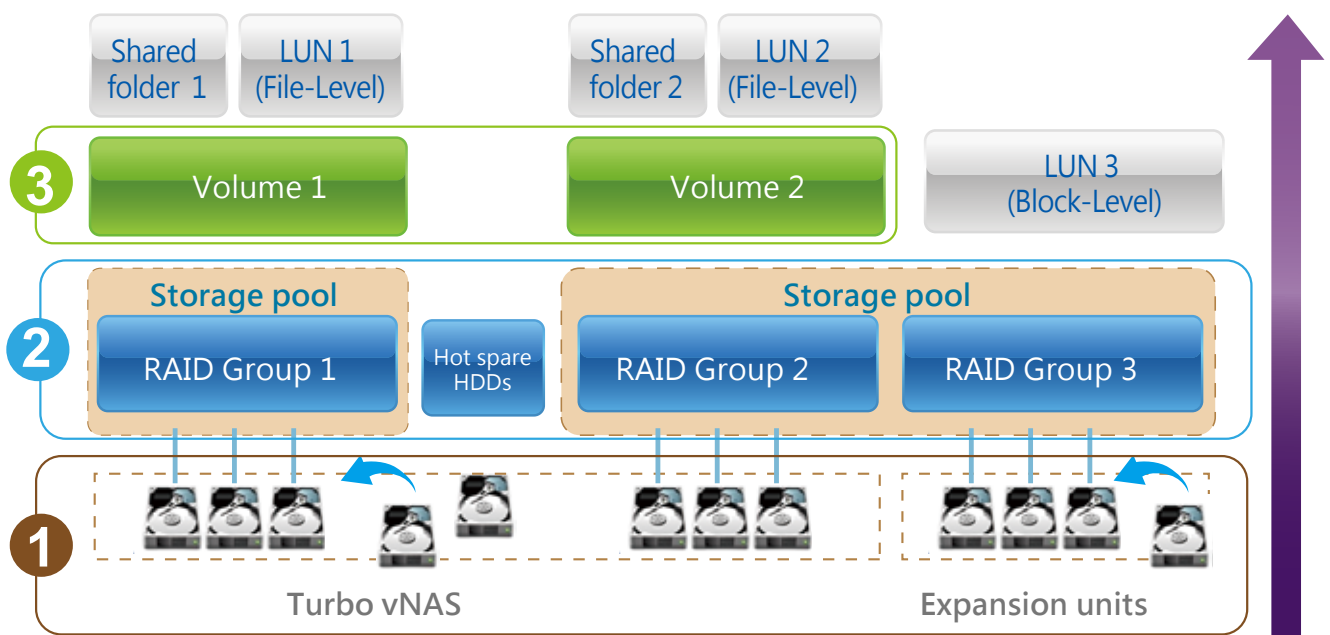 Shared
folder 1
LUN 1
(File-Level)
Shared
folder 2
LUN 2
(File-Level)
3
Volume 1
Volume 2
LUN 3
(Block-Level)
2
Storage pool
RAID Group 1
Hot spare
HDDs
Storage pool
RAID Group 2
RAID Group 3
1
Turbo vNAS
Expansion units